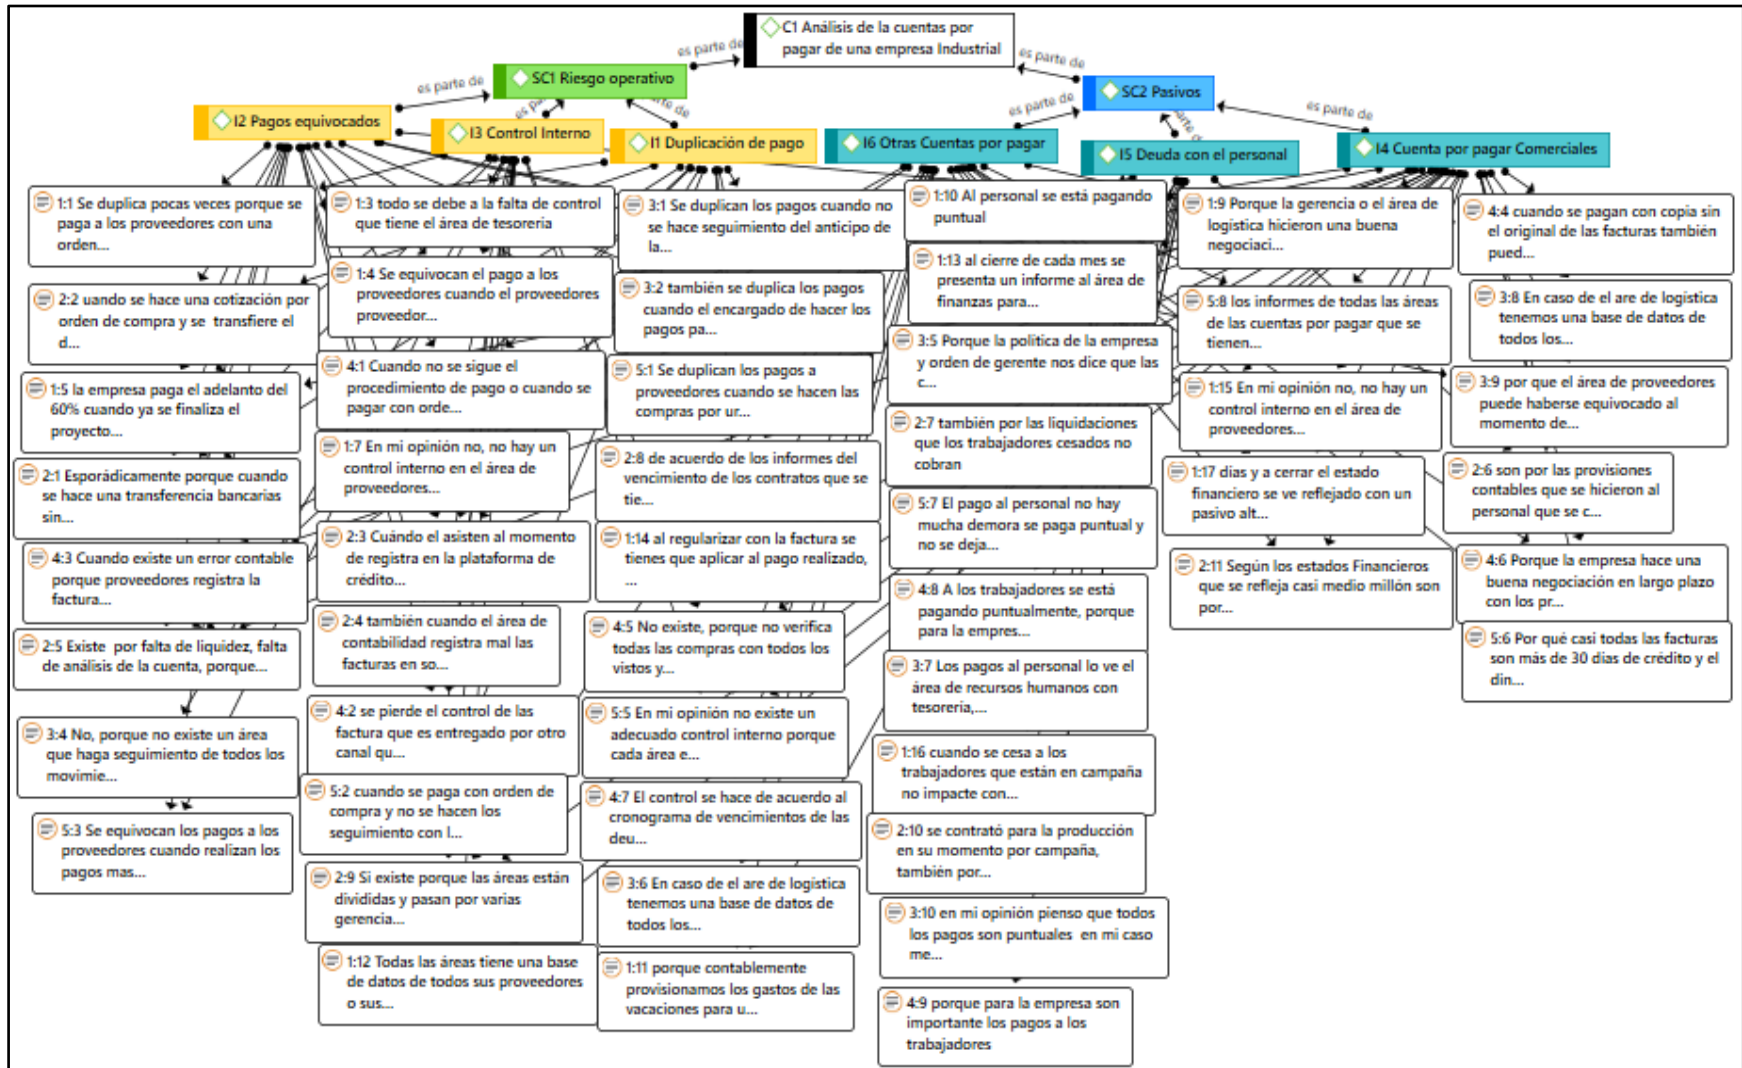 C1 Análisis de la cuentas por
pagar de una empresa Industrial
es parte de
es parte de
SC1 Riesgo operativo
SC2 Pasivos
es parte de
es parte de
es parte de
I2 Pagos equivocados
I3 Control Interno
I1 Duplicación de pago
I6 Otras Cuentas por pagar
I5 Deuda con el personal
I4 Cuenta por pagar Comerciales
1:1 Se duplica pocas veces porque se
paga a los proveedores con una
orden...
2:2 uando se hace una cotización por
orden de compra y se transfiere el
d...
1:5 la empresa paga el adelanto del
60% cuando ya se finaliza el
proyecto...
2:1 Esporádicamente porque cuando
se hace una transferencia bancarias
sin...
4:3 Cuando existe un error contable
porque proveedores registra la
factura...
2:5 Existe por falta de liquidez, falta
de análisis de la cuenta, porque...
3:4 No, porque no existe un área
que haga seguimiento de todos los
movimie...
5:3 Se equivocan los pagos a los
proveedores cuando realizan los
pagos mas...
1:3 todo se debe a la falta de control
que tiene el área de tesoreria
1:4 Se equivocan el pago a los
proveedores cuando el proveedores
proveedor...
4:1 Cuando no se sigue el
procedimiento de pago o cuando se
pagar con orde...
1:7 En mi opinión no, no hay un
control interno en el área de
proveedores...
2:3 Cuándo el asisten al momento
de registra en la plataforma de
crédito...
2:4 también cuando el área de
contabilidad registra mal las
facturas en so...
4:2 se pierde el control de las
factura que es entregado por otro
canal qu...
5:2 cuando se paga con orden de
compra y no se hacen los
seguimiento con l...
2:9 Si existe porque las áreas están
divididas y pasan por varias
gerencia...
1:12 Todas las áreas tiene una base
de datos de todos sus proveedores
o sus...
3:1 Se duplican los pagos cuando no
se hace seguimiento del anticipo de
la...
3:2 también se duplica los pagos
cuando el encargado de hacer los
pagos pa...
5:1 Se duplican los pagos a
proveedores cuando se hacen las
compras por ur...
2:8 de acuerdo de los informes del
vencimiento de los contratos que se
tie...
1:14 al regularizar con la factura se
tienes que aplicar al pago realizado,
...
4:5 No existe, porque no verifica
todas las compras con todos los
vistos y...
5:5 En mi opinión no existe un
adecuado control interno porque
cada área e...
4:7 El control se hace de acuerdo al
cronograma de vencimientos de las
deu...
3:6 En caso de el are de logística
tenemos una base de datos de
todos los...
1:11 porque contablemente
provisionamos los gastos de las
vacaciones para u...
1:10 Al personal se está pagando
puntual
1:13 al cierre de cada mes se
presenta un informe al área de
finanzas para...
3:5 Porque la política de la empresa
y orden de gerente nos dice que las
c...
2:7 también por las liquidaciones
que los trabajadores cesados no
cobran
5:7 El pago al personal no hay
mucha demora se paga puntual y
no se deja...
4:8 A los trabajadores se está
pagando puntualmente, porque
para la empres...
3:7 Los pagos al personal lo ve el
área de recursos humanos con
tesorería,...
1:16 cuando se cesa a los
trabajadores que están en campaña
no impacte con...
2:10 se contrató para la producción
en su momento por campaña,
también por...
3:10 en mi opinión pienso que todos
los pagos son puntuales en mi caso
me...
4:9 porque para la empresa son
importante los pagos a los
trabajadores
1:9 Porque la gerencia o el área de
logística hicieron una buena
negociaci...
5:8 los informes de todas las áreas
de las cuentas por pagar que se
tienen...
1:15 En mi opinión no, no hay un
control interno en el área de
proveedores...
1:17 días y a cerrar el estado
financiero se ve reflejado con un
pasivo alt...
2:11 Según los estados Financieros
que se refleja casi medio millón son
por...
4:4 cuando se pagan con copia sin
el original de las facturas también
pued...
3:8 En caso de el are de logística
tenemos una base de datos de
todos los...
3:9 por que el área de proveedores
puede haberse equivocado al
momento de...
2:6 son por las provisiones
contables que se hicieron al
personal que se c...
4:6 Porque la empresa hace una
buena negociación en largo plazo
con los pr...
5:6 Por qué casi todas las facturas
son más de 30 días de crédito y el
din...